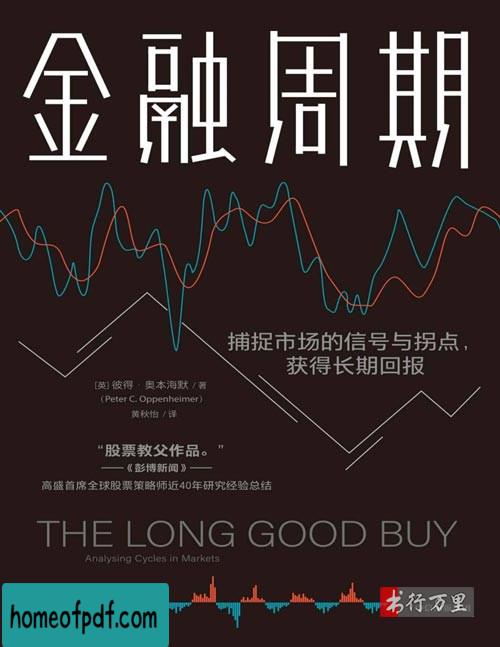 金融周期
捕捉市场的信号与拐点，
获得长期回报
[英] 彼得·奥本海默 / 著
(Peter C. Oppenheimer)
黄秋怡 / 译
“股票教父作品。”
——《彭博新闻》——
高盛首席全球股票策略师近40年研究经验总结
THE LONG GOOD BUY
Analysing Cycles in Markets
homeofpdf.com
书行万里